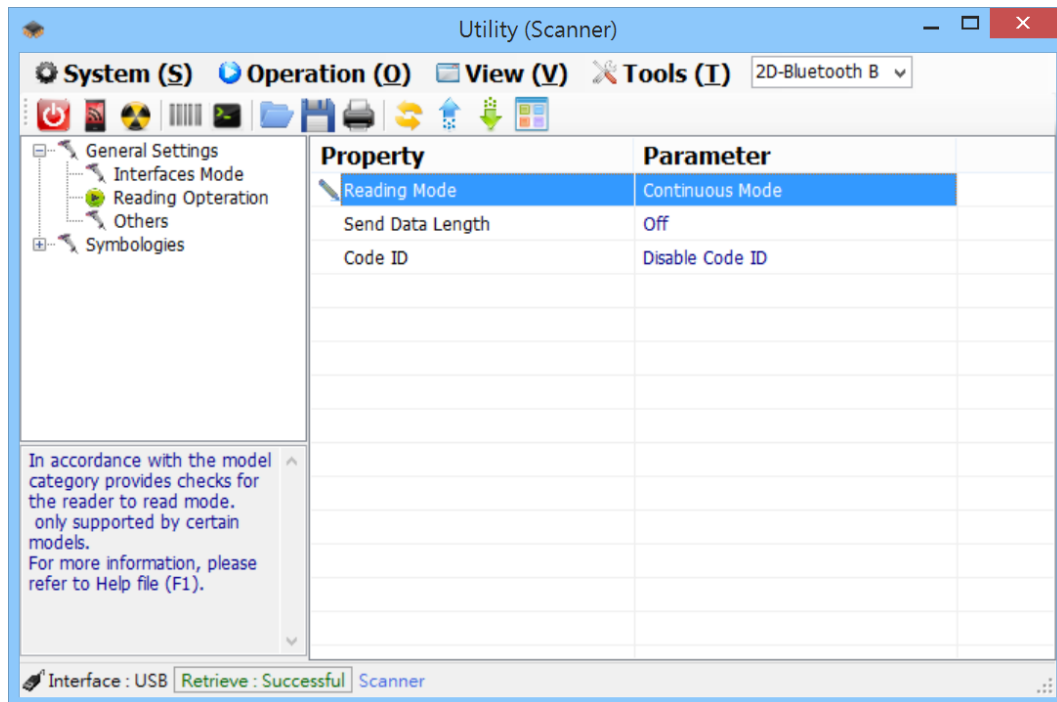 Utility (Scanner)
System (S) Operation (O) View (V) Tools (T) 2D-Bluetooth B
General Settings
Interfaces Mode
Reading Opteration
Others
Symbologies
Property Parameter
Reading Mode Continuous Mode
Send Data Length Off
Code ID Disable Code ID
In accordance with the model
category provides checks for
the reader to read mode.
only supported by certain
models.
For more information, please
refer to Help file (F1).
Interface : USB Retrieve : Successful Scanner